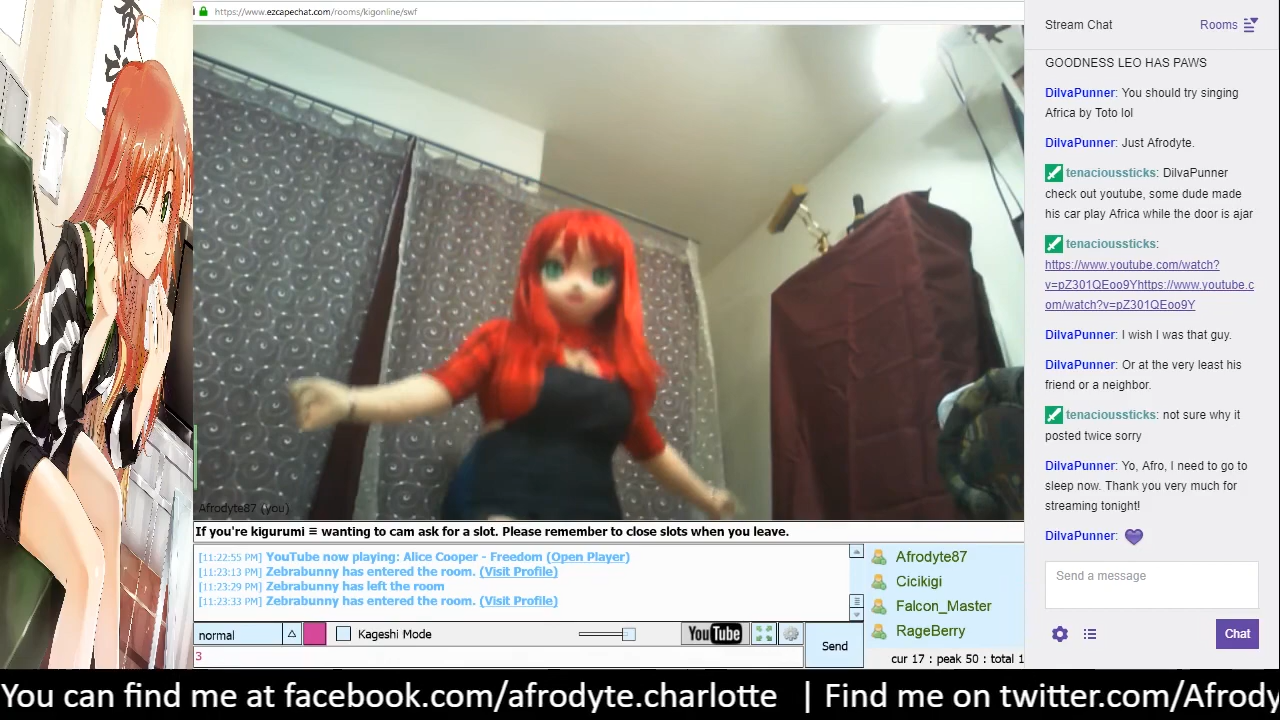 https://www.ezcapechat.com/rooms/kigonline/swf
Afrodyte87 (you)
If you're kigurumi ≡ wanting to cam ask for a slot. Please remember to close slots when you leave.
[11:22:55 PM] YouTube now playing: Alice Cooper - Freedom (Open Player)
[11:23:13 PM] Zebrabunny has entered the room. (Visit Profile)
[11:23:29 PM] Zebrabunny has left the room
[11:23:33 PM] Zebrabunny has entered the room. (Visit Profile)
Afrodyte87
Cicikigi
Falcon_Master
RageBerry
normal
Kageshi Mode
YouTube
Send
3
cur 17 : peak 50 : total 1
Stream Chat
Rooms
GOODNESS LEO HAS PAWS
DilvaPunner: You should try singing
Africa by Toto lol
DilvaPunner: Just Afrodyte.
tenacioussticks: DilvaPunner
check out youtube, some dude made
his car play Africa while the door is ajar
tenacioussticks:
https://www.youtube.com/watch?
v=pZ301QEoo9Yhttps://www.youtube.c
om/watch?v=pZ301QEoo9Y
DilvaPunner: I wish I was that guy.
DilvaPunner: Or at the very least his
friend or a neighbor.
tenacioussticks: not sure why it
posted twice sorry
DilvaPunner: Yo, Afro, I need to go to
sleep now. Thank you very much for
streaming tonight!
DilvaPunner: 💜
Send a message
Chat
You can find me at facebook.com/afrodyte.charlotte | Find me on twitter.com/Afrody